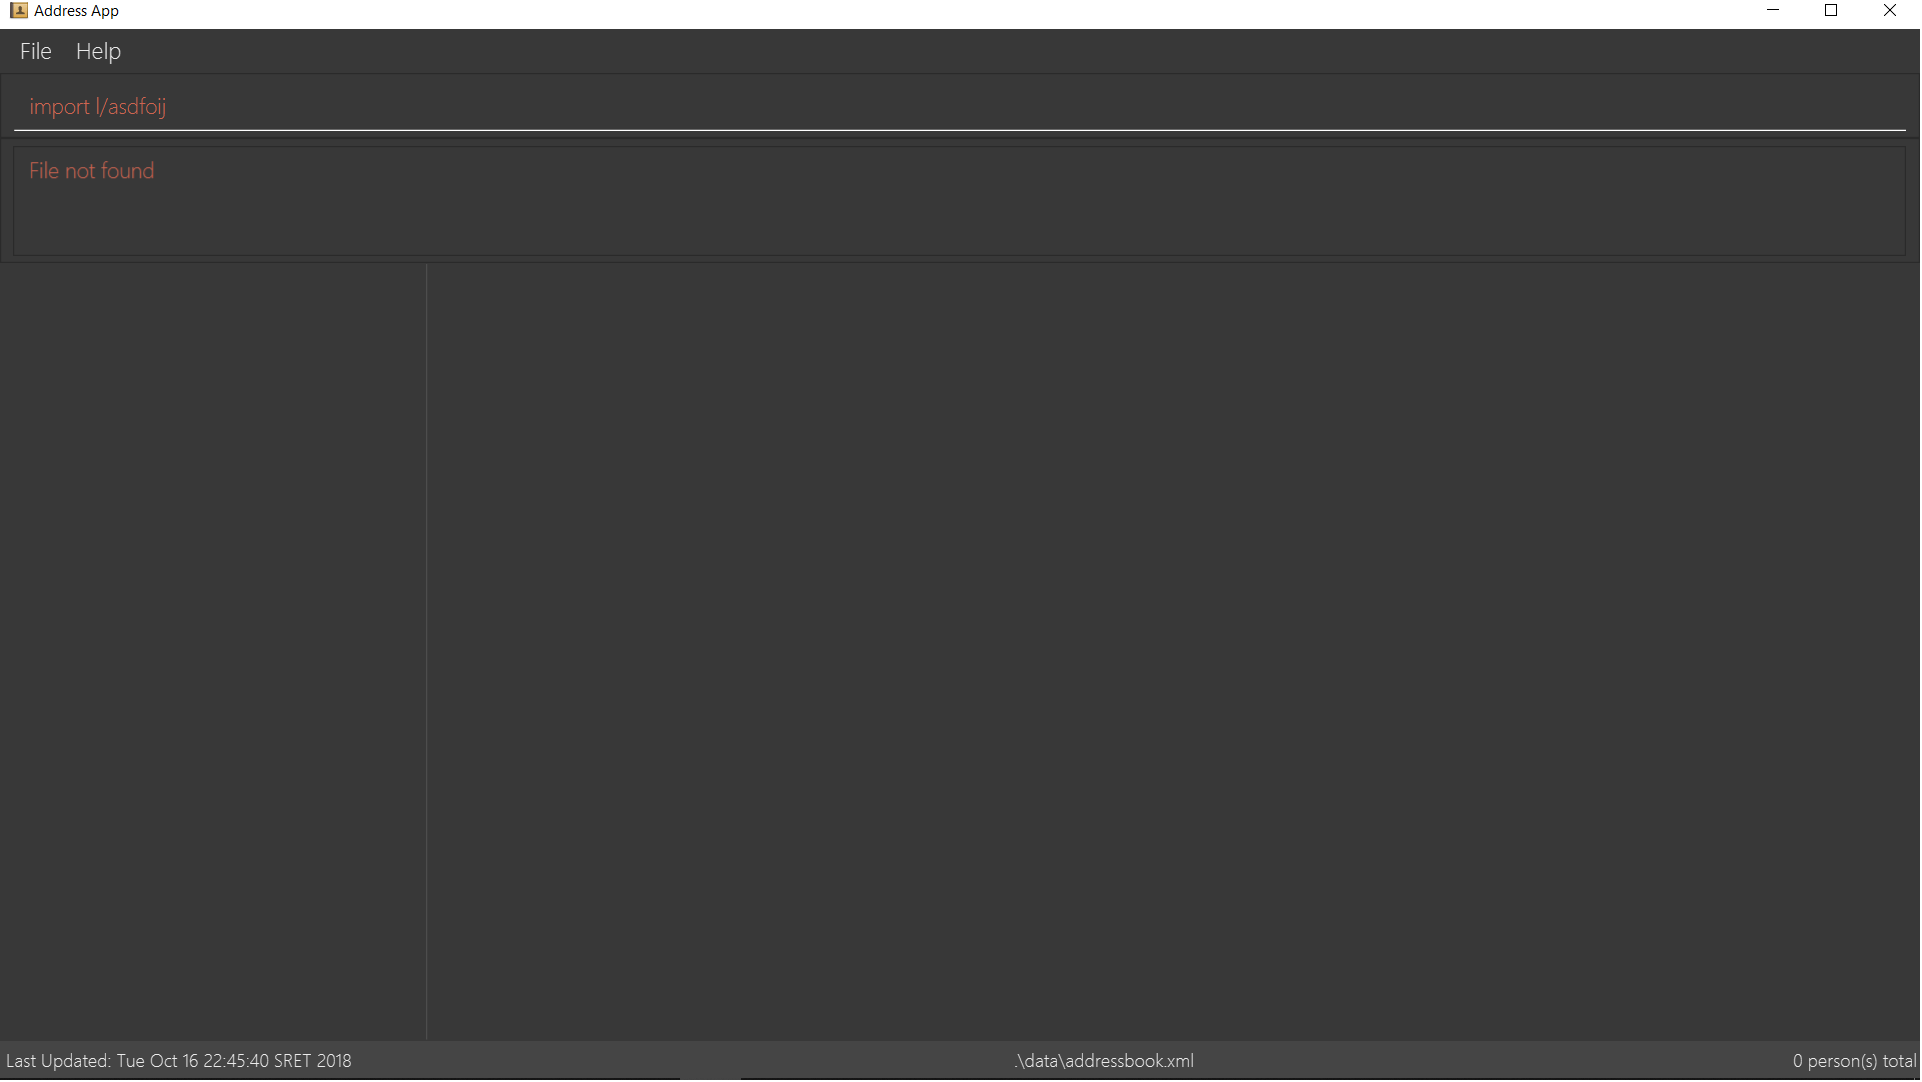 Address App
File Help
import l/asdfoij
File not found
Last Updated: Tue Oct 16 22:45:40 SRET 2018
.\data\addressbook.xml
0 person(s) total